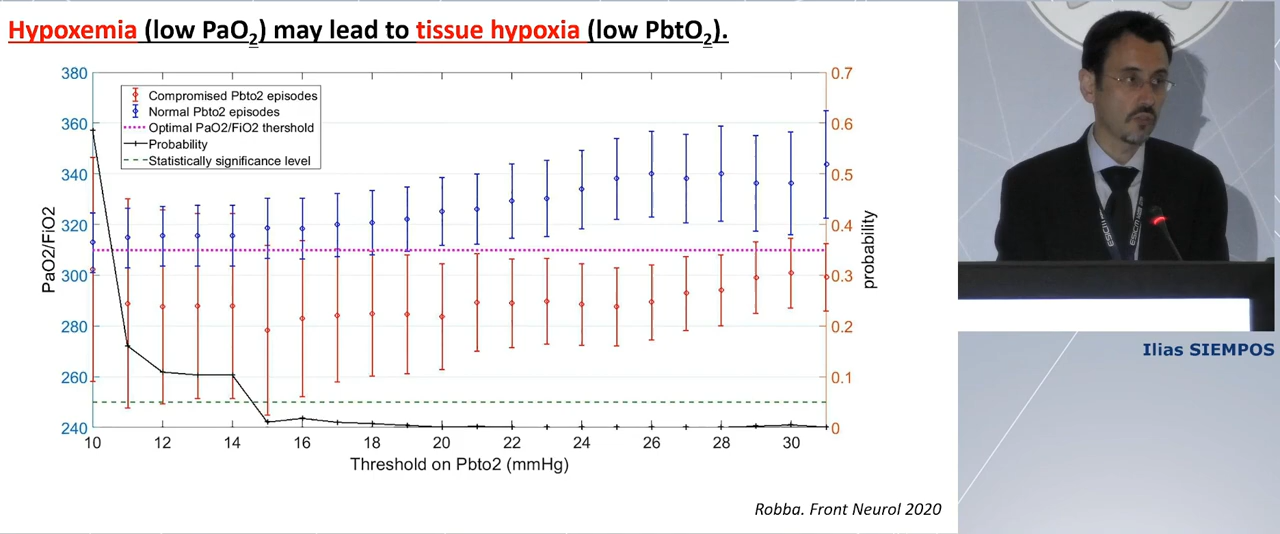 Hypoxemia (low PaO2) may lead to tissue hypoxia (low PbtO2).
380
360
340
320
300
280
260
240
PaO2/FiO2
Compromised Pbto2 episodes
Normal Pbto2 episodes
Optimal PaO2/FiO2 thershold
Probability
Statistically significance level
0.7
0.6
0.5
0.4
0.3
0.2
0.1
0
probability
10 12 14 16 18 20 22 24 26 28 30
Threshold on Pbto2 (mmHg)
Robba. Front Neurol 2020
ESICM
Ilias SIEMPOS